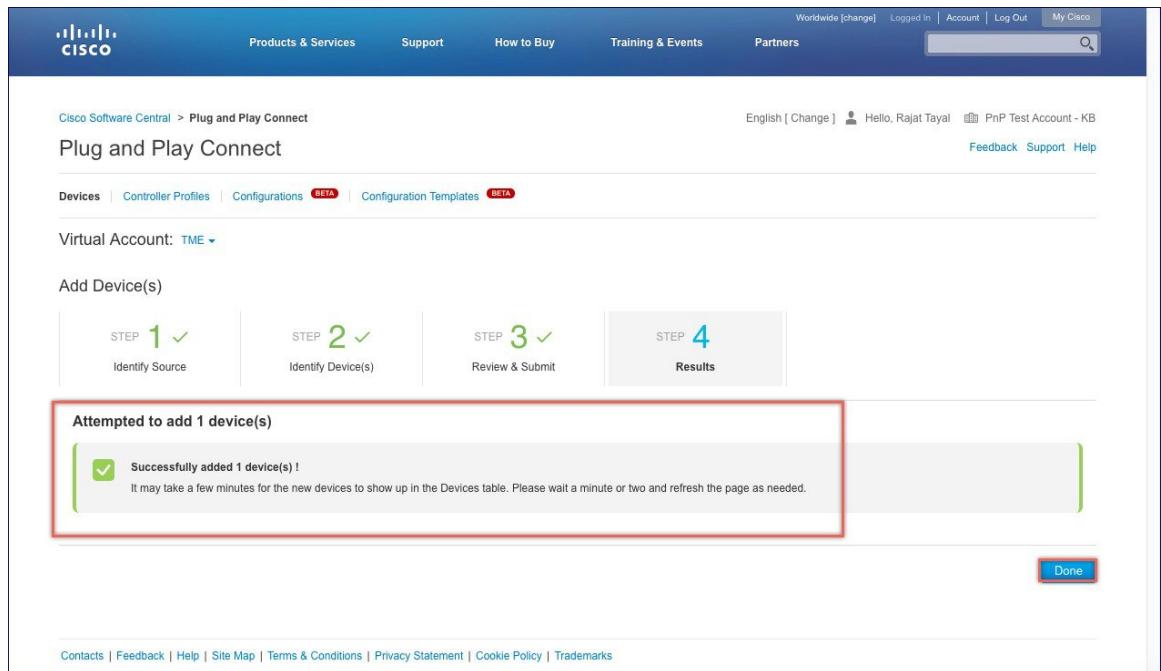 Worldwide [change] Logged In | Account | Log Out My Cisco
CISCO
Products & Services Support How to Buy Training & Events Partners
Cisco Software Central > Plug and Play Connect
English [ Change ] Hello, Rajat Tayal PnP Test Account - KB
Plug and Play Connect
Feedback Support Help
Devices | Controller Profiles | Configurations BETA | Configuration Templates BETA
Virtual Account: TME
Add Device(s)
STEP 1 STEP 2 STEP 3 STEP 4
Identify Source Identify Device(s) Review & Submit Results
Attempted to add 1 device(s)
Successfully added 1 device(s) !
It may take a few minutes for the new devices to show up in the Devices table. Please wait a minute or two and refresh the page as needed.
Done
Contacts | Feedback | Help | Site Map | Terms & Conditions | Privacy Statement | Cookie Policy | Trademarks